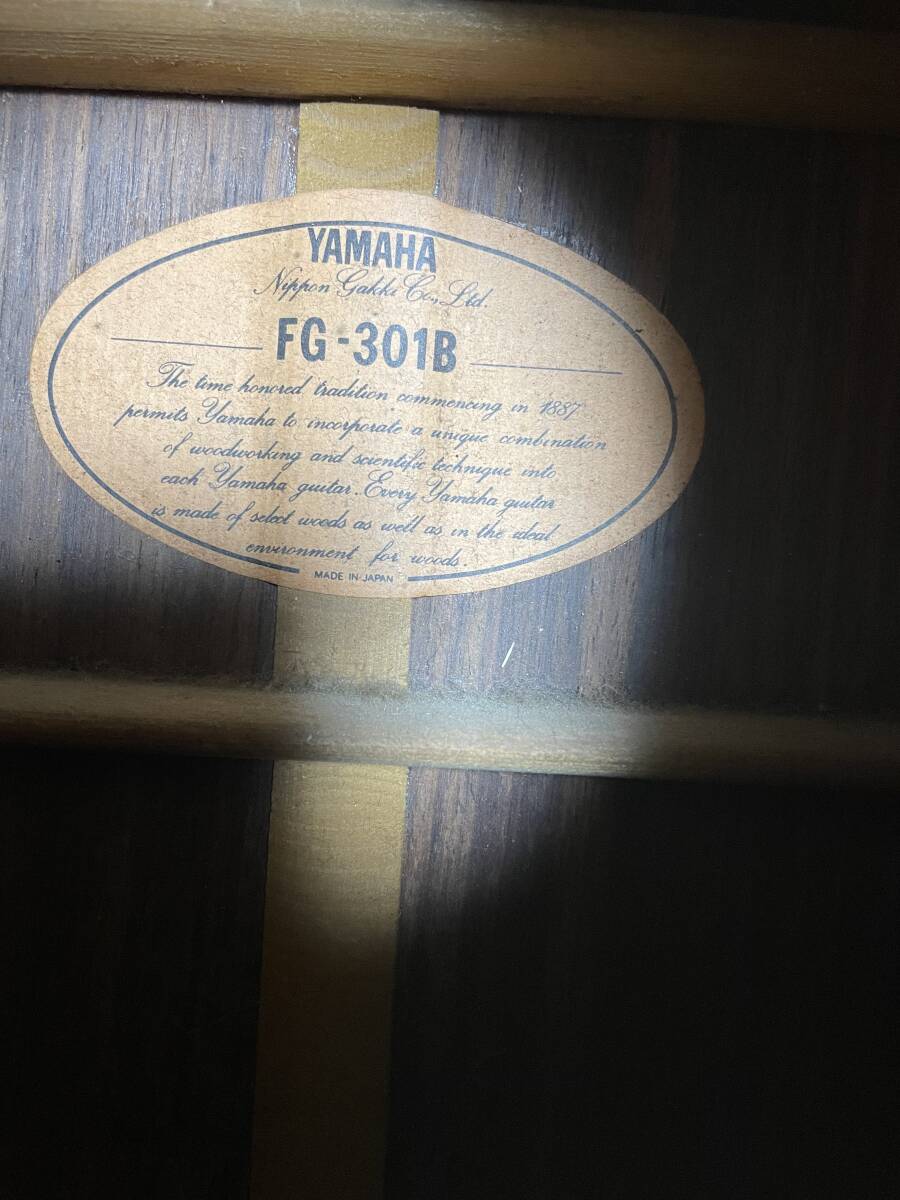 YAMAHA
Nippon Gakki Co., Ltd.
FG-301B
The time honored tradition commencing in 1887
permits Yamaha to incorporate a unique combination
of woodworking and scientific technique into
each Yamaha guitar. Every Yamaha guitar
is made of select woods as well as in the ideal
environment for woods.
MADE IN JAPAN